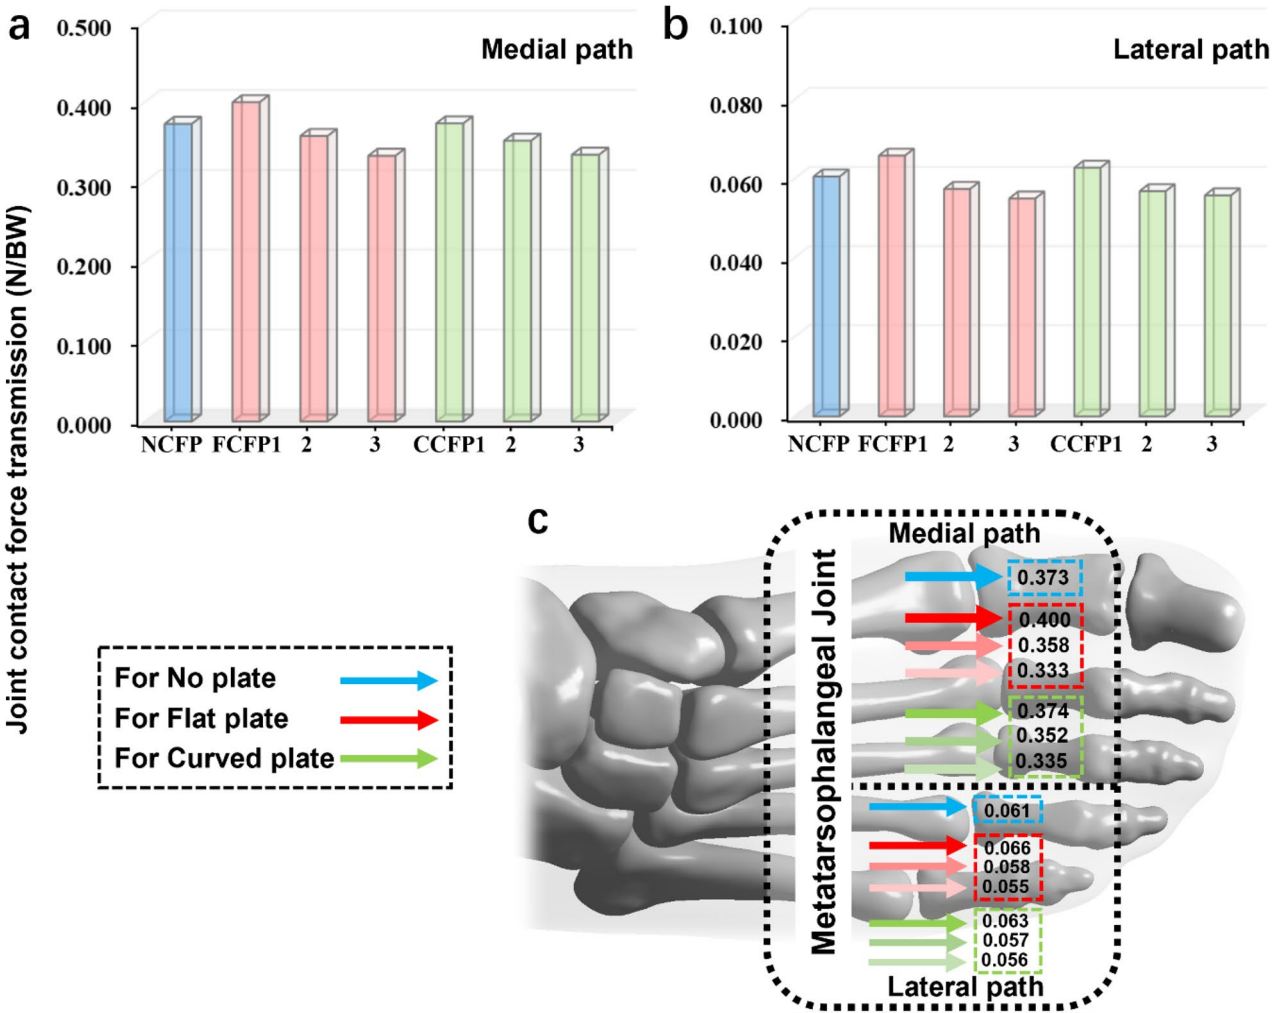 a
Medial path
0.500
0.400
0.300
0.200
0.100
0.000
NCFP FCFP1 2 3 CCFP1 2 3
Joint contact force transmission (N/BW)
b
Lateral path
0.100
0.080
0.060
0.040
0.020
0.000
NCFP FCFP1 2 3 CCFP1 2 3
For No plate
For Flat plate
For Curved plate
c
Medial path
Metatarsophalangeal Joint
0.373
0.400
0.358
0.333
0.374
0.352
0.335
0.061
0.066
0.058
0.055
0.063
0.057
0.056
Lateral path